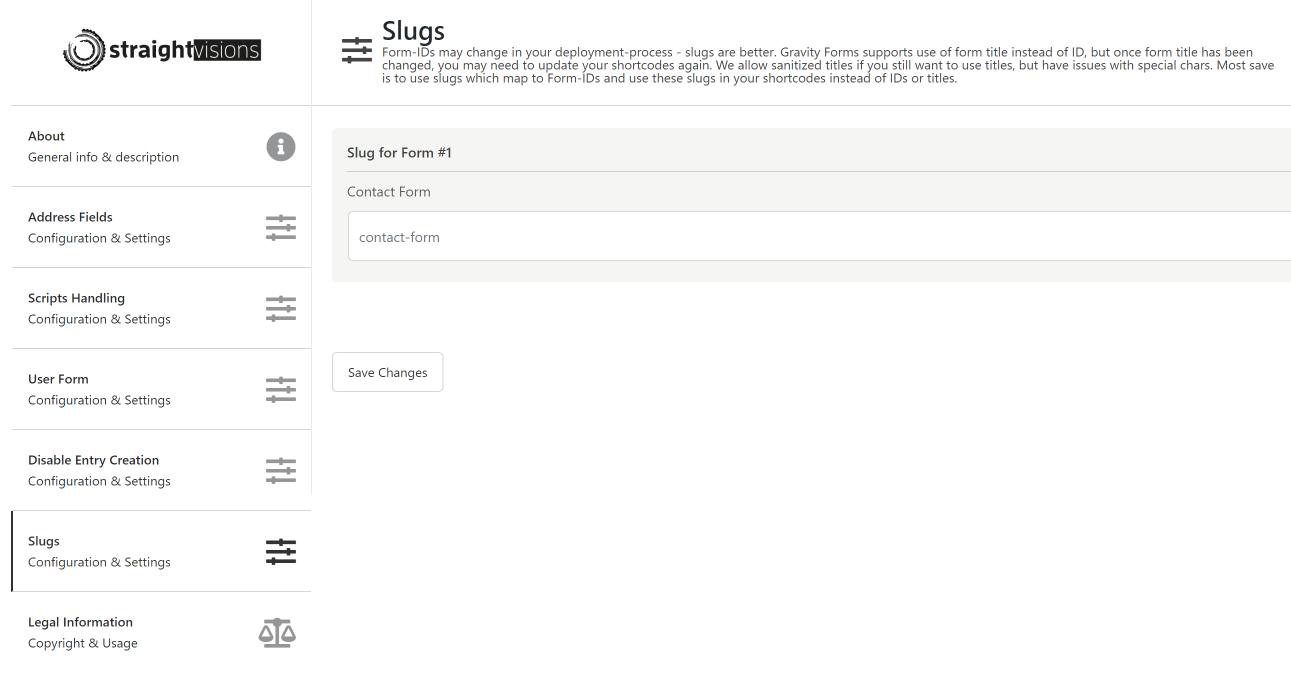 straightvisions
Slugs
Form-IDs may change in your deployment-process - slugs are better. Gravity Forms supports use of form title instead of ID, but once form title has been
changed, you may need to update your shortcodes again. We allow sanitized titles if you still want to use titles, but have issues with special chars. Most save
is to use slugs which map to Form-IDs and use these slugs in your shortcodes instead of IDs or titles.
About
General info & description
Address Fields
Configuration & Settings
Scripts Handling
Configuration & Settings
User Form
Configuration & Settings
Disable Entry Creation
Configuration & Settings
Slugs
Configuration & Settings
Legal Information
Copyright & Usage
Slug for Form #1
Contact Form
contact-form
Save Changes